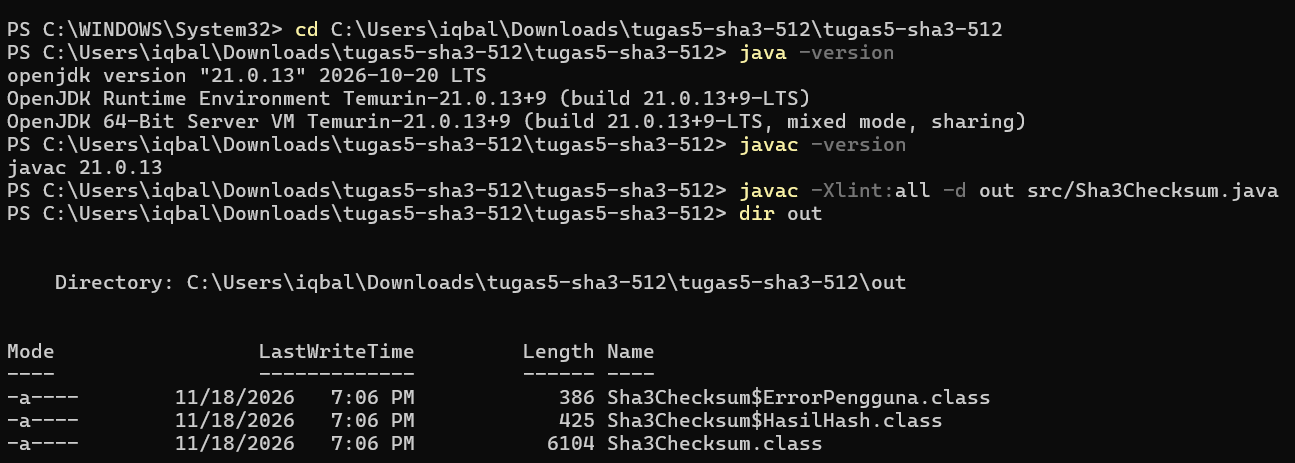 PS C:\WINDOWS\System32> cd C:\Users\iqbal\Downloads\tugas5-sha3-512\tugas5-sha3-512
PS C:\Users\iqbal\Downloads\tugas5-sha3-512\tugas5-sha3-512> java -version
openjdk version "21.0.13" 2026-10-20 LTS
OpenJDK Runtime Environment Temurin-21.0.13+9 (build 21.0.13+9-LTS)
OpenJDK 64-Bit Server VM Temurin-21.0.13+9 (build 21.0.13+9-LTS, mixed mode, sharing)
PS C:\Users\iqbal\Downloads\tugas5-sha3-512\tugas5-sha3-512> javac -version
javac 21.0.13
PS C:\Users\iqbal\Downloads\tugas5-sha3-512\tugas5-sha3-512> javac -Xlint:all -d out src/Sha3Checksum.java
PS C:\Users\iqbal\Downloads\tugas5-sha3-512\tugas5-sha3-512> dir out
    Directory: C:\Users\iqbal\Downloads\tugas5-sha3-512\tugas5-sha3-512\out
Mode                 LastWriteTime         Length Name
----                 -------------         ------ ----
-a----        11/18/2026   7:06 PM            386 Sha3Checksum$ErrorPengguna.class
-a----        11/18/2026   7:06 PM            425 Sha3Checksum$HasilHash.class
-a----        11/18/2026   7:06 PM           6104 Sha3Checksum.class